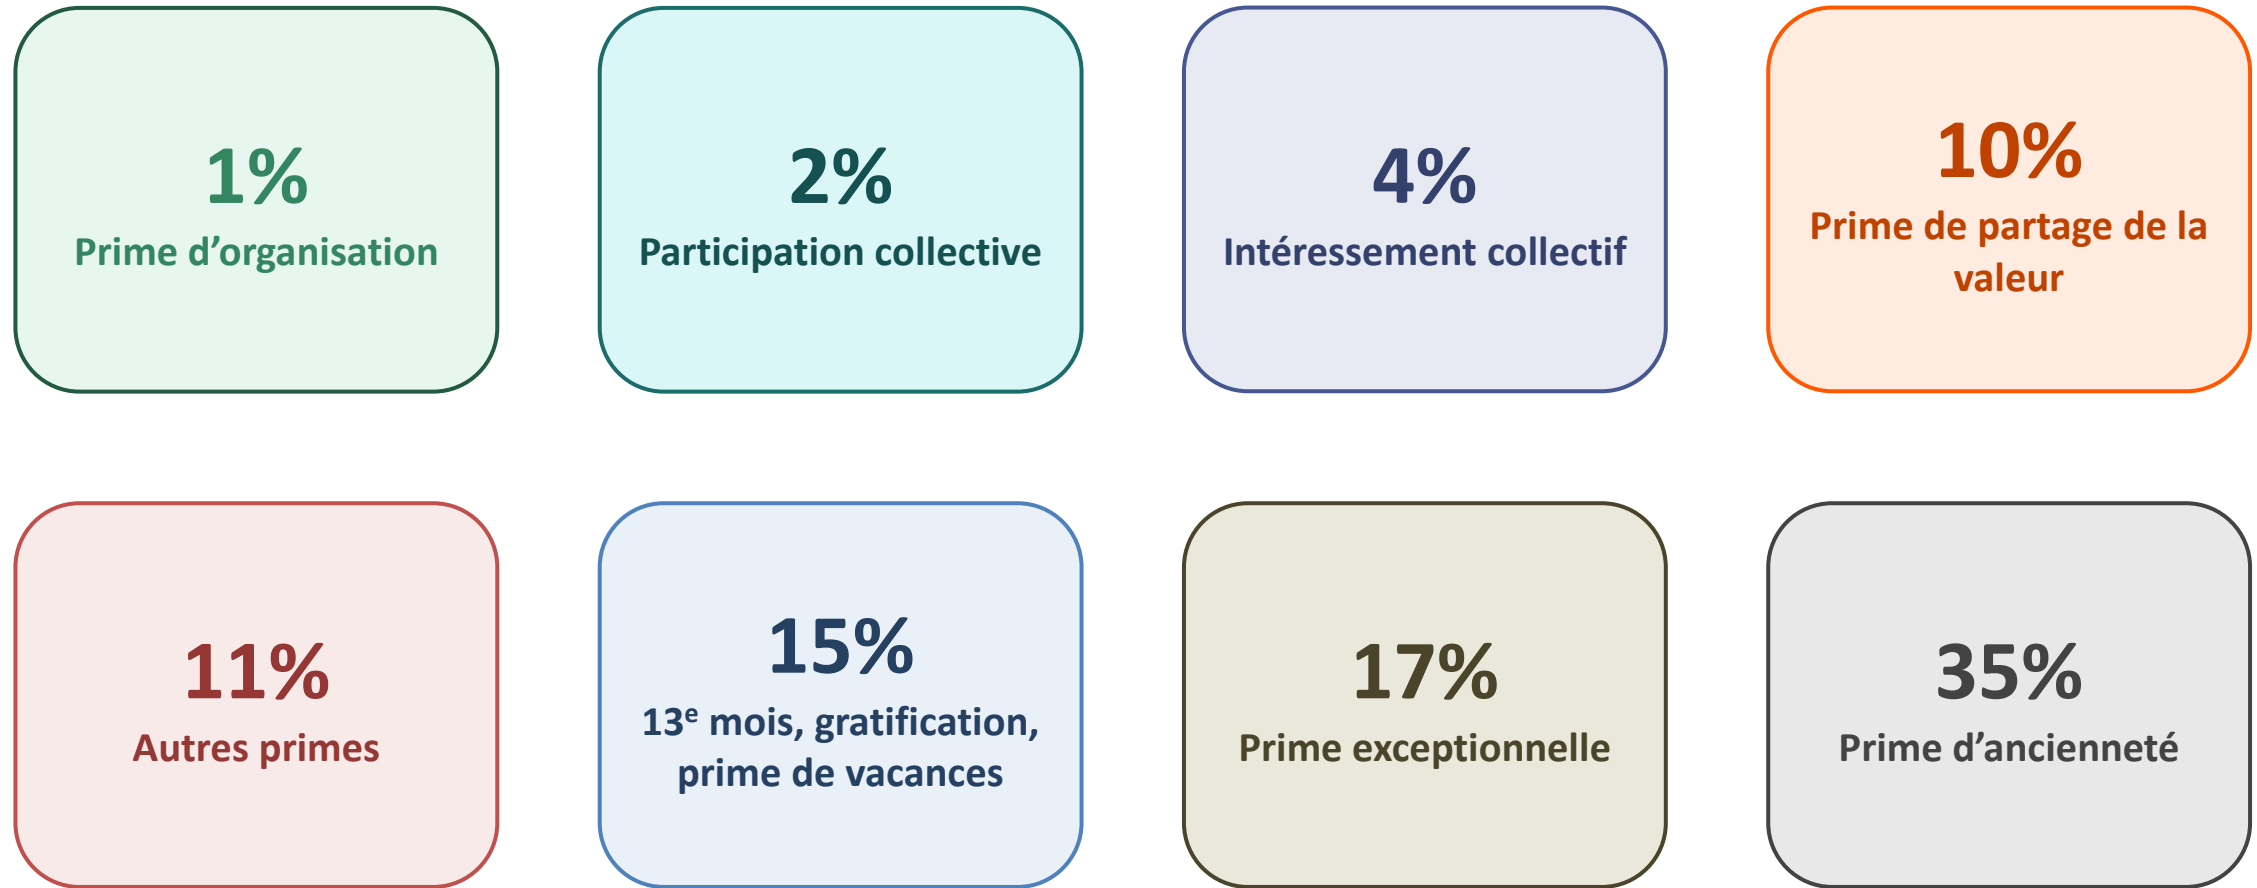 1%
Prime d’organisation
2%
Participation collective
4%
Intéressement collectif
10%
Prime de partage de la
valeur
11%
Autres primes
15%
13e mois, gratification,
prime de vacances
17%
Prime exceptionnelle
35%
Prime d’ancienneté